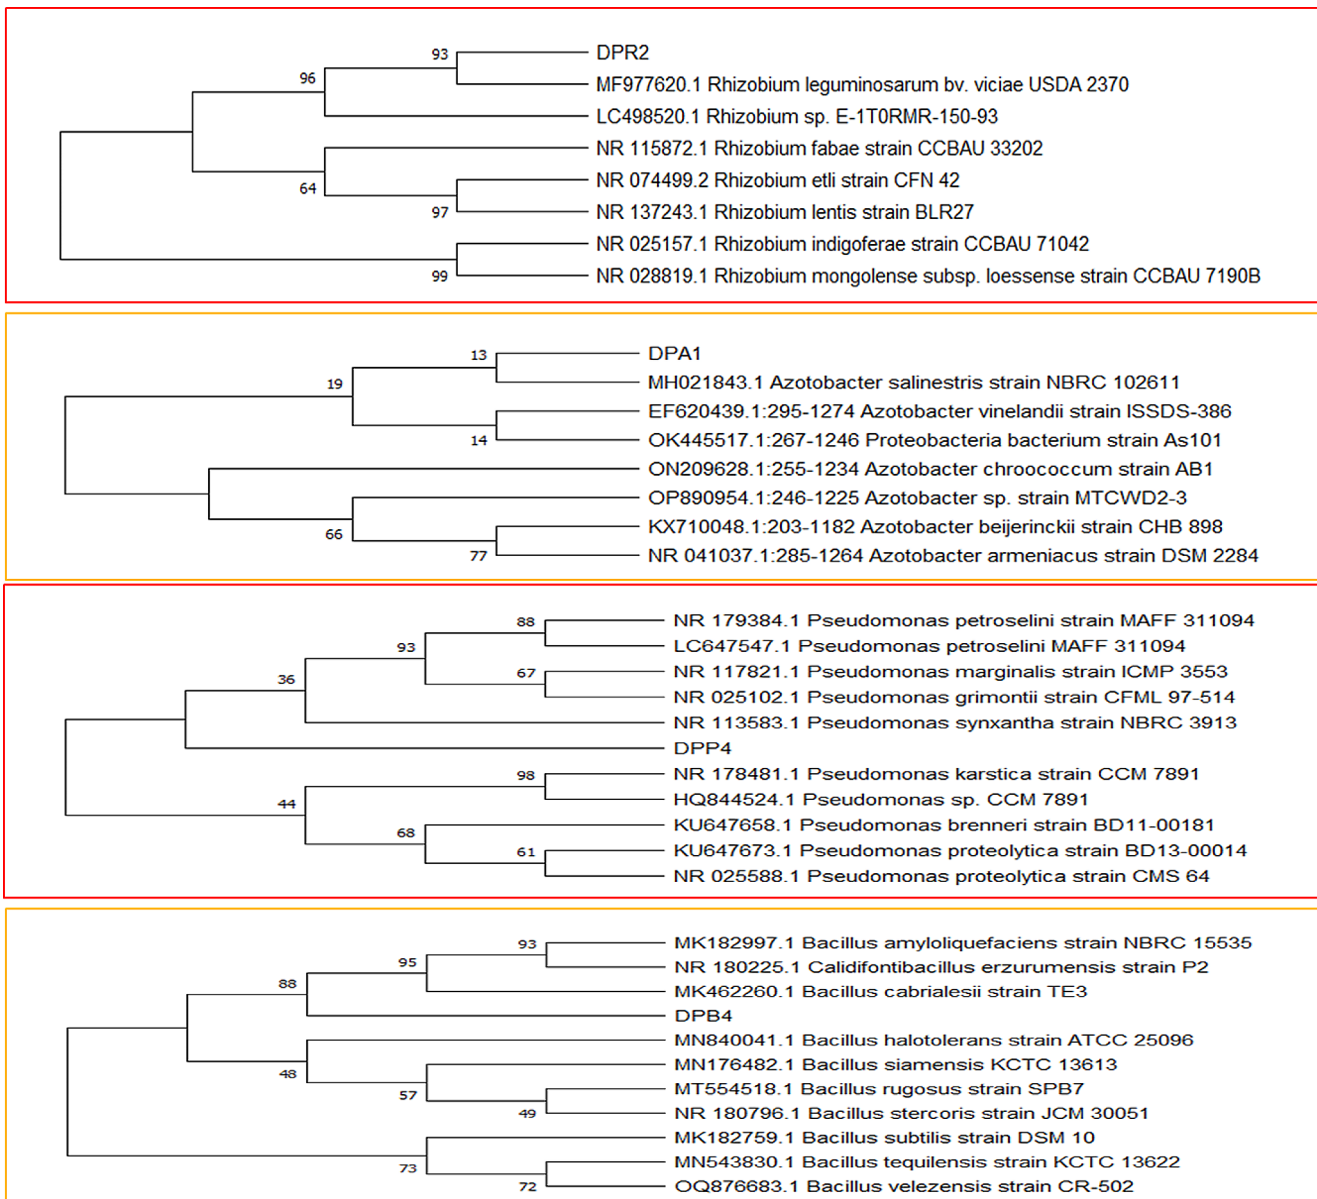 93
DPR2
96
MF977620.1 Rhizobium leguminosarum bv. viciae USDA 2370
LC498520.1 Rhizobium sp. E-1T0RMR-150-93
NR 115872.1 Rhizobium fabae strain CCBAU 33202
64
NR 074499.2 Rhizobium etli strain CFN 42
97
NR 137243.1 Rhizobium lentis strain BLR27
NR 025157.1 Rhizobium indigoferae strain CCBAU 71042
99
NR 028819.1 Rhizobium mongolense subsp. loessense strain CCBAU 7190B
13
DPA1
19
MH021843.1 Azotobacter salinestris strain NBRC 102611
EF620439.1:295-1274 Azotobacter vinelandii strain ISSDS-386
14
OK445517.1:267-1246 Proteobacteria bacterium strain As101
ON209628.1:255-1234 Azotobacter chroococcum strain AB1
OP890954.1:246-1225 Azotobacter sp. strain MTCWD2-3
66
KX710048.1:203-1182 Azotobacter beijerinckii strain CHB 898
77
NR 041037.1:285-1264 Azotobacter armeniacus strain DSM 2284
88
NR 179384.1 Pseudomonas petroselini strain MAFF 311094
93
LC647547.1 Pseudomonas petroselini MAFF 311094
67
NR 117821.1 Pseudomonas marginalis strain ICMP 3553
36
NR 025102.1 Pseudomonas grimontii strain CFML 97-514
NR 113583.1 Pseudomonas synxantha strain NBRC 3913
DPP4
98
NR 178481.1 Pseudomonas karstica strain CCM 7891
44
HQ844524.1 Pseudomonas sp. CCM 7891
68
KU647658.1 Pseudomonas brenneri strain BD11-00181
61
KU647673.1 Pseudomonas proteolytica strain BD13-00014
NR 025588.1 Pseudomonas proteolytica strain CMS 64
93
MK182997.1 Bacillus amyloliquefaciens strain NBRC 15535
95
NR 180225.1 Calidifontibacillus erzurumensis strain P2
88
MK462260.1 Bacillus cabrialesii strain TE3
DPB4
MN840041.1 Bacillus halotolerans strain ATCC 25096
48
MN176482.1 Bacillus siamensis KCTC 13613
57
MT554518.1 Bacillus rugosus strain SPB7
49
NR 180796.1 Bacillus stercoris strain JCM 30051
MK182759.1 Bacillus subtilis strain DSM 10
73
MN543830.1 Bacillus tequilensis strain KCTC 13622
72
OQ876683.1 Bacillus velezensis strain CR-502